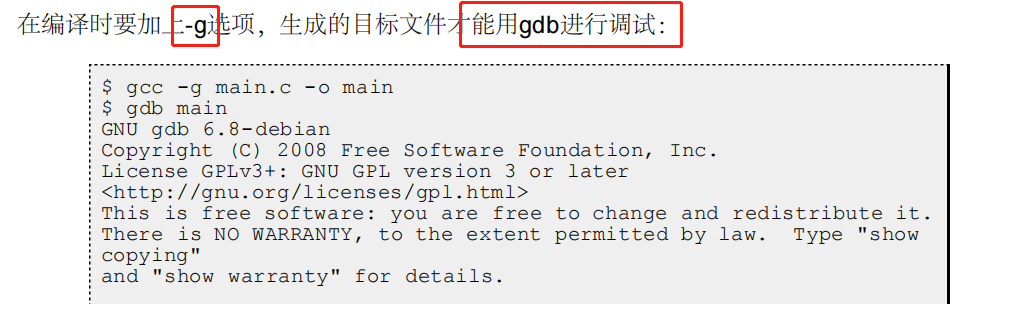 在编译时要加上-g选项，生成的目标文件才能用gdb进行调试：
$ gcc -g main.c -o main
$ gdb main
GNU gdb 6.8-debian
Copyright (C) 2008 Free Software Foundation, Inc.
License GPLv3+: GNU GPL version 3 or later
<http://gnu.org/licenses/gpl.html>
This is free software: you are free to change and redistribute it.
There is NO WARRANTY, to the extent permitted by law.  Type "show
copying"
and "show warranty" for details.